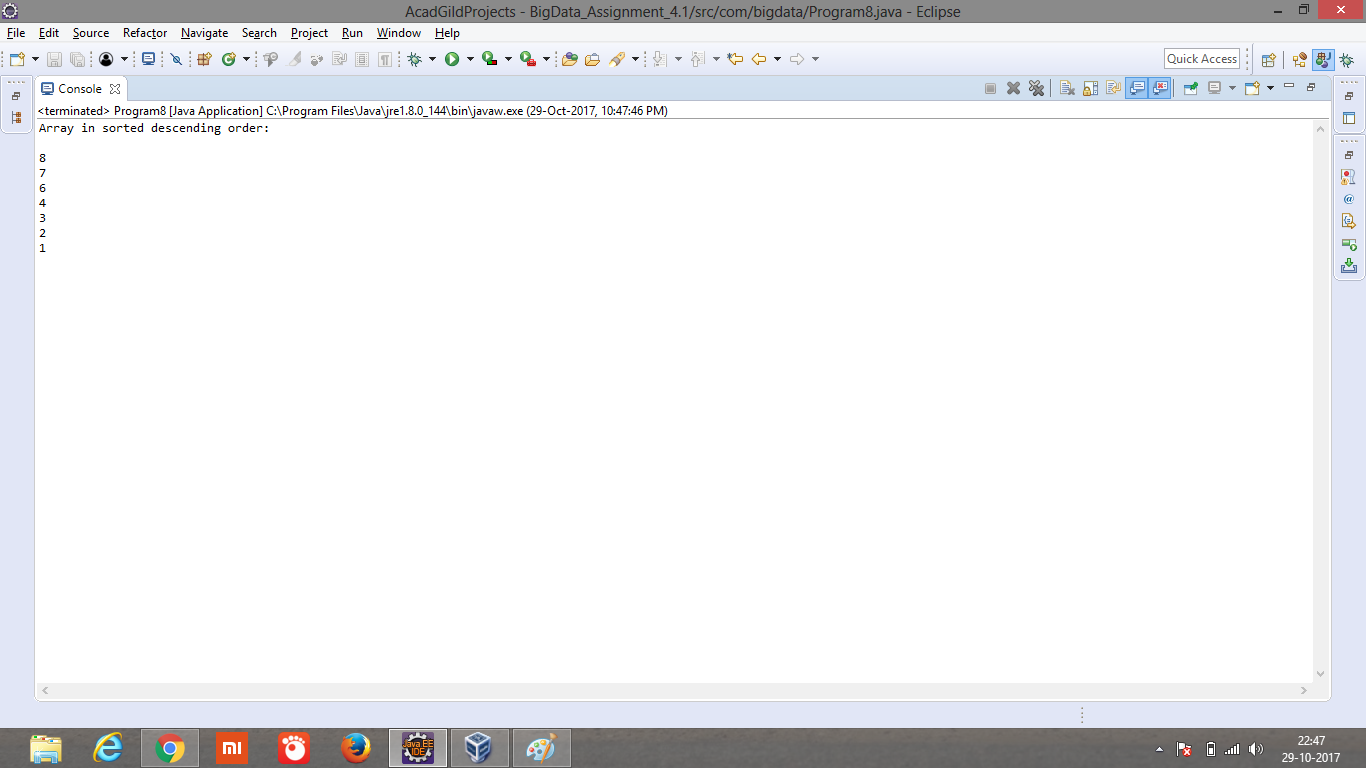 AcadGildProjects - BigData_Assignment_4.1/src/com/bigdata/Program8.java - Eclipse
File Edit Source Refactor Navigate Search Project Run Window Help
Quick Access
Console
<terminated> Program8 [Java Application] C:\Program Files\Java\jre1.8.0_144\bin\javaw.exe (29-Oct-2017, 10:47:46 PM)
Array in sorted descending order:
8
7
6
4
3
2
1
mi
Java EE
IDE
22:47
29-10-2017